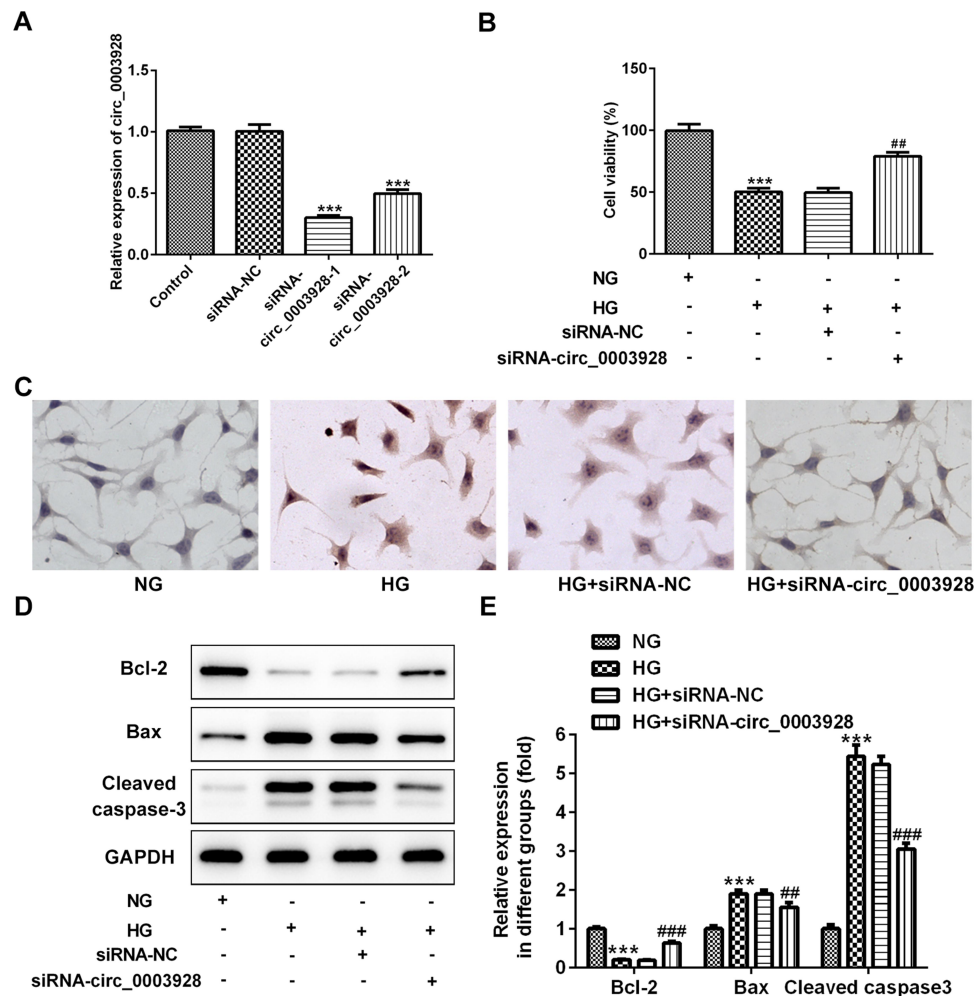 A
Relative expression of circ_0003928
1.5
1.0
0.5
0.0
***
***
Control
siRNA-NC
siRNA-
circ_0003928-1
siRNA-
circ_0003928-2
B
Cell viability (%)
150
100
50
0
***
##
NG + - - -
HG - + + +
siRNA-NC - - + -
siRNA-circ_0003928 - - - +
C
NG
HG
HG+siRNA-NC
HG+siRNA-circ_0003928
D
Bcl-2
Bax
Cleaved
caspase-3
GAPDH
NG + - - -
HG - + + +
siRNA-NC - - + -
siRNA-circ_0003928 - - - +
E
NG
HG
HG+siRNA-NC
HG+siRNA-circ_0003928
Relative expression
in different groups (fold)
6
5
4
3
2
1
0
***
###
***
##
***
###
Bcl-2
Bax
Cleaved caspase3